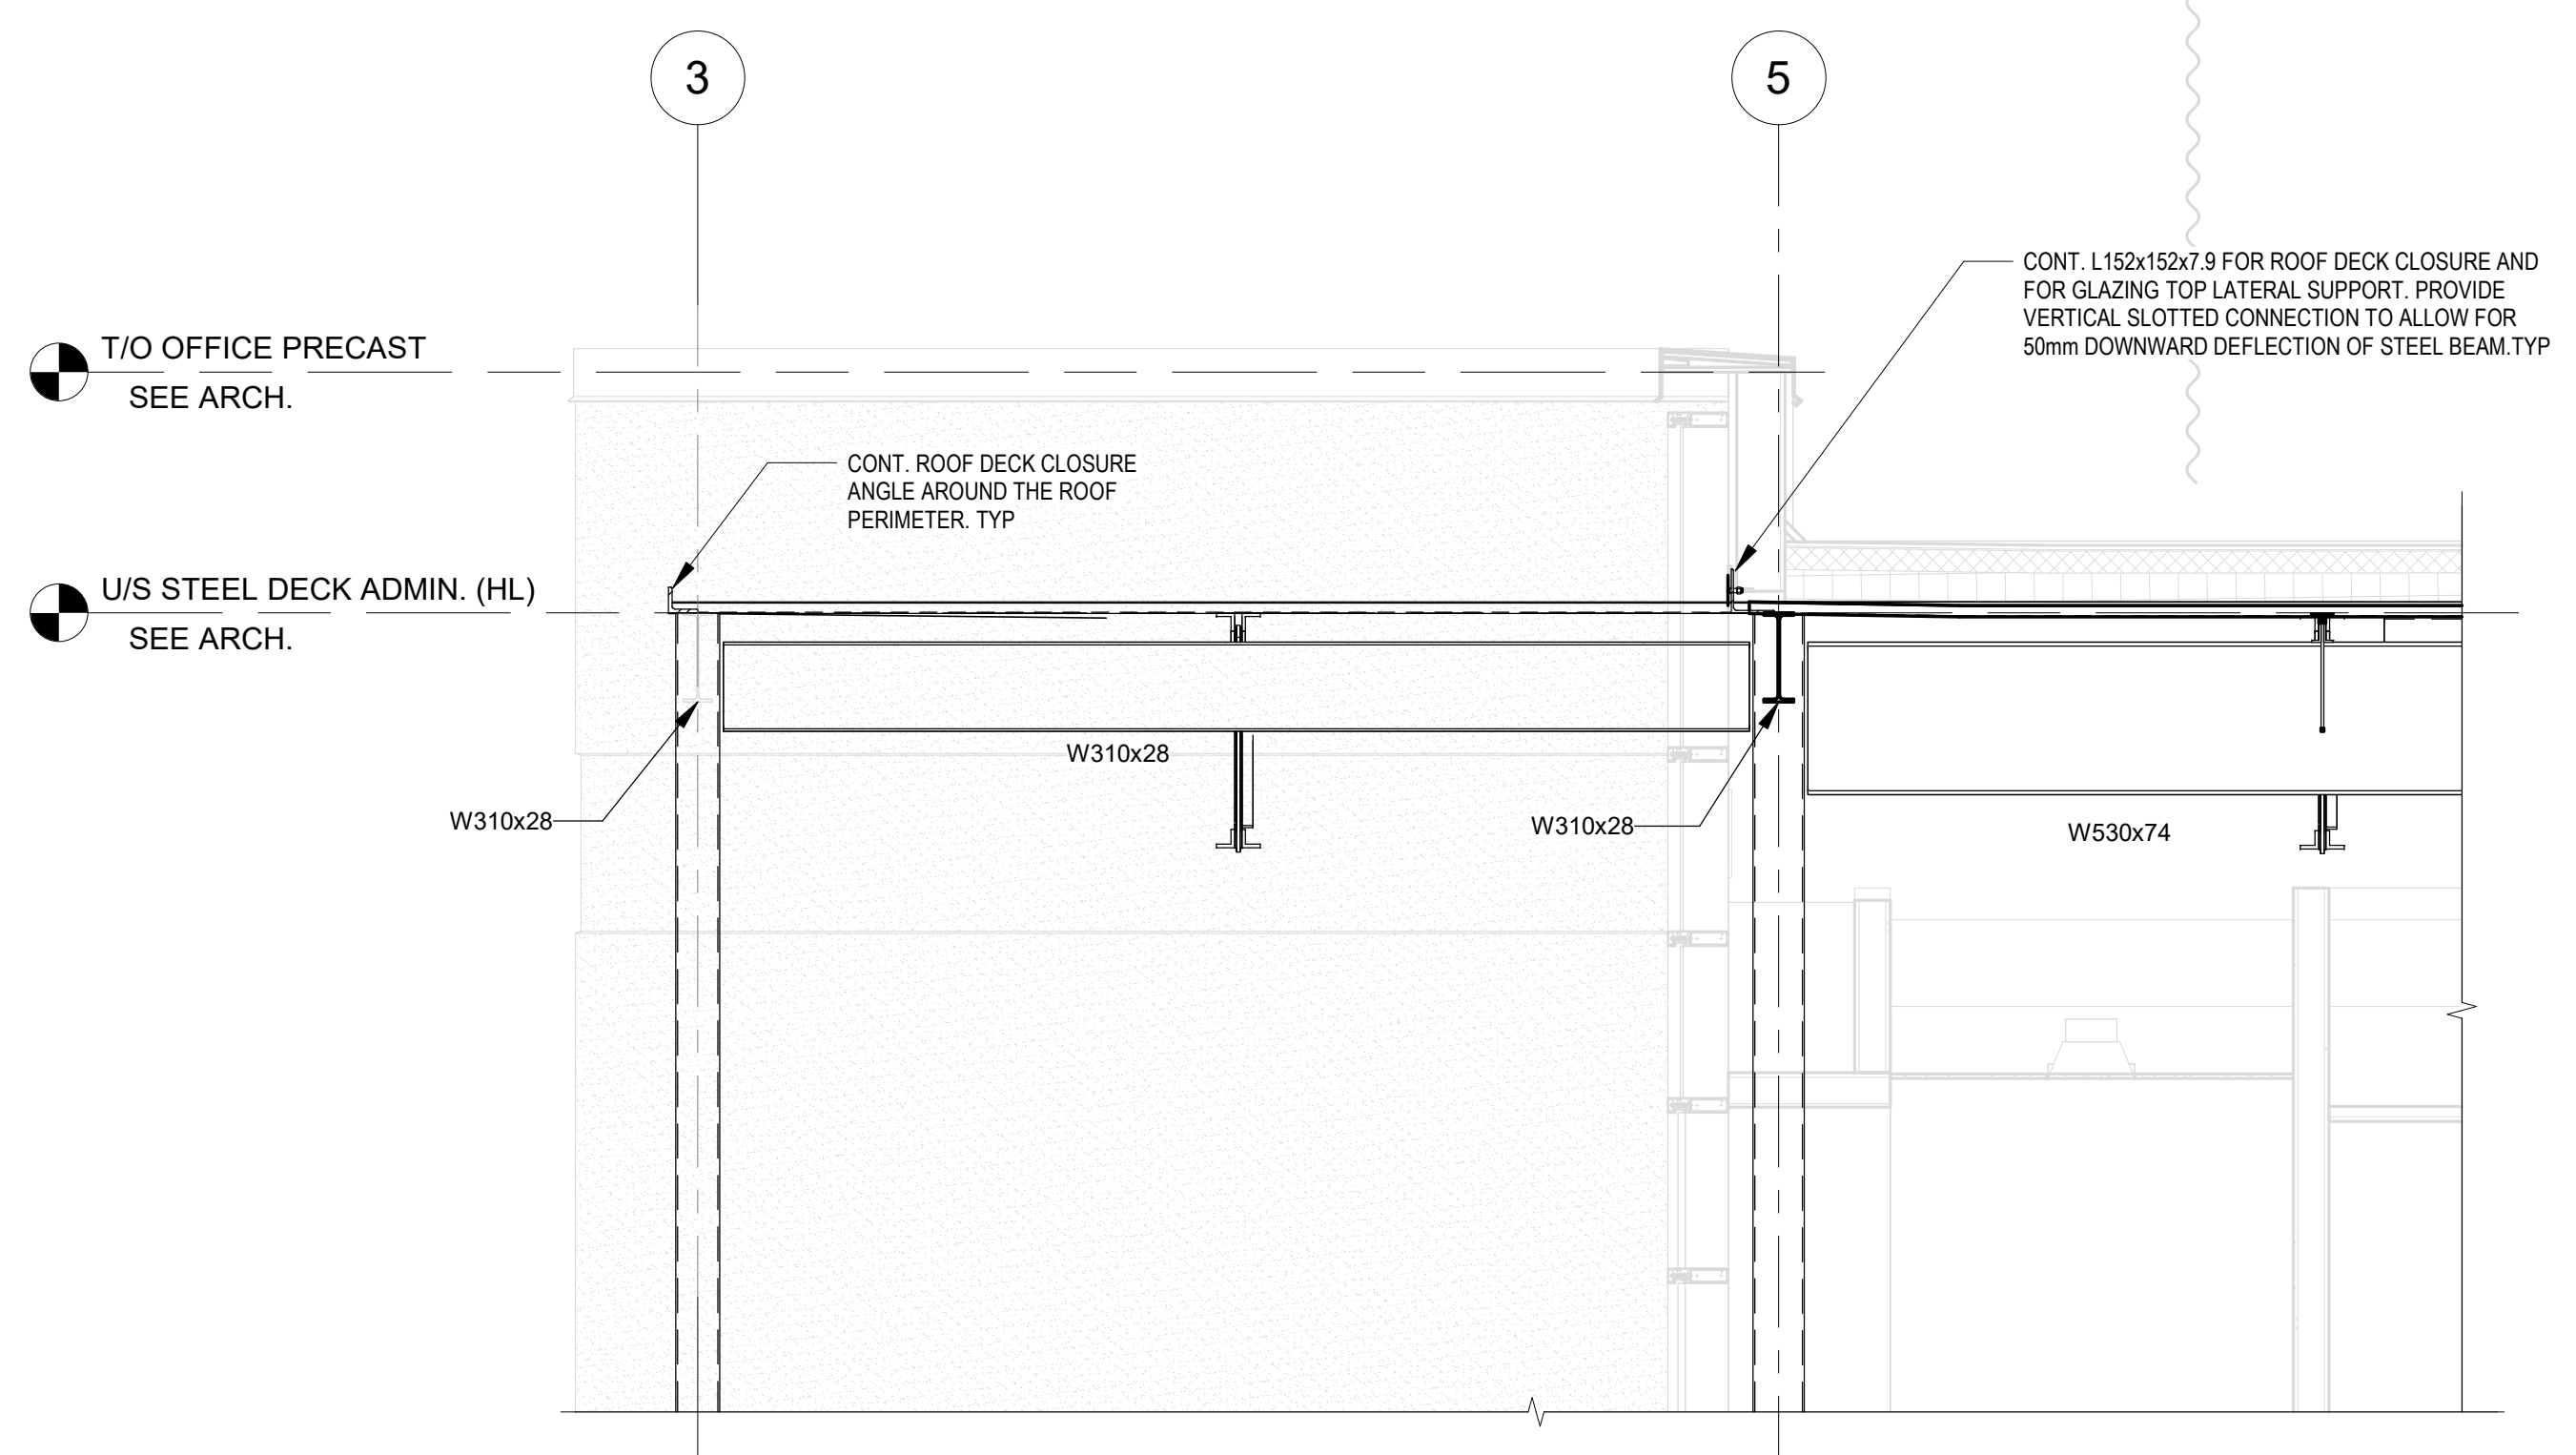 3
5
CONT. L152x152x7.9 FOR ROOF DECK CLOSURE AND
FOR GLAZING TOP LATERAL SUPPORT. PROVIDE
VERTICAL SLOTTED CONNECTION TO ALLOW FOR
50mm DOWNWARD DEFLECTION OF STEEL BEAM.TYP
T/O OFFICE PRECAST
SEE ARCH.
CONT. ROOF DECK CLOSURE
ANGLE AROUND THE ROOF
PERIMETER. TYP
U/S STEEL DECK ADMIN. (HL)
SEE ARCH.
W310x28
W310x28
W310x28
W530x74